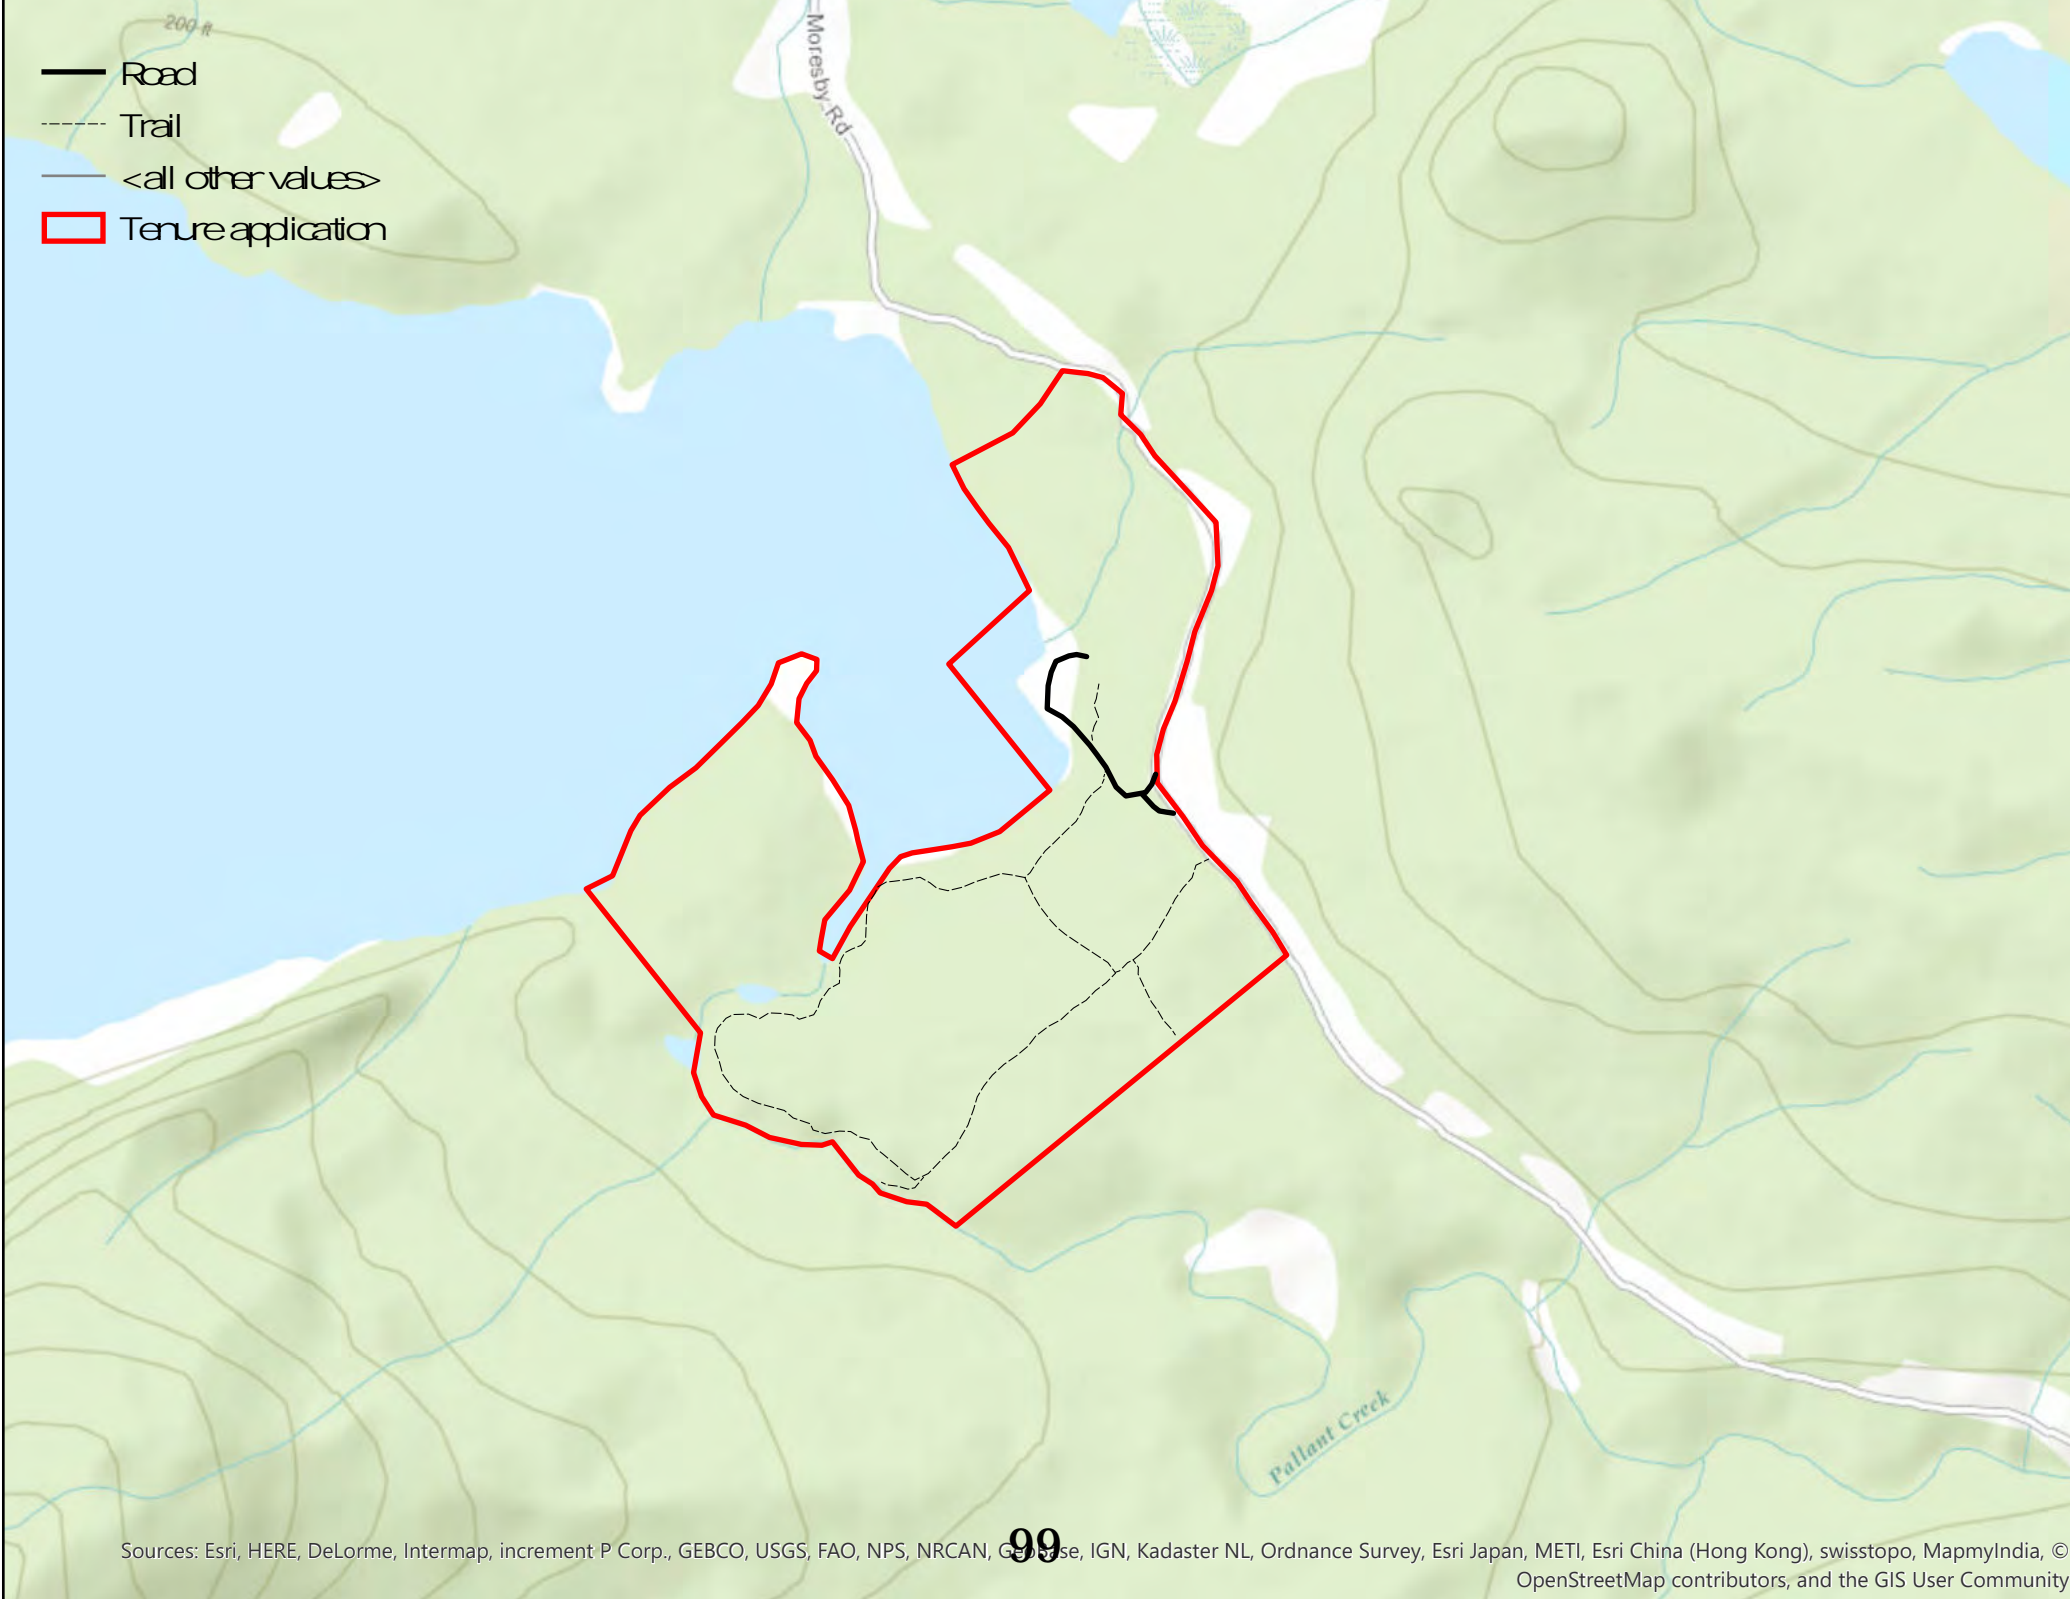 200 ft
Moresby Rd
Road
Trail
<all other values>
Tenure application
Pallant Creek
99
Sources: Esri, HERE, DeLorme, Intermap, increment P Corp., GEBCO, USGS, FAO, NPS, NRCAN, GeoBase, IGN, Kadaster NL, Ordnance Survey, Esri Japan, METI, Esri China (Hong Kong), swisstopo, MapmyIndia, ©
OpenStreetMap contributors, and the GIS User Community